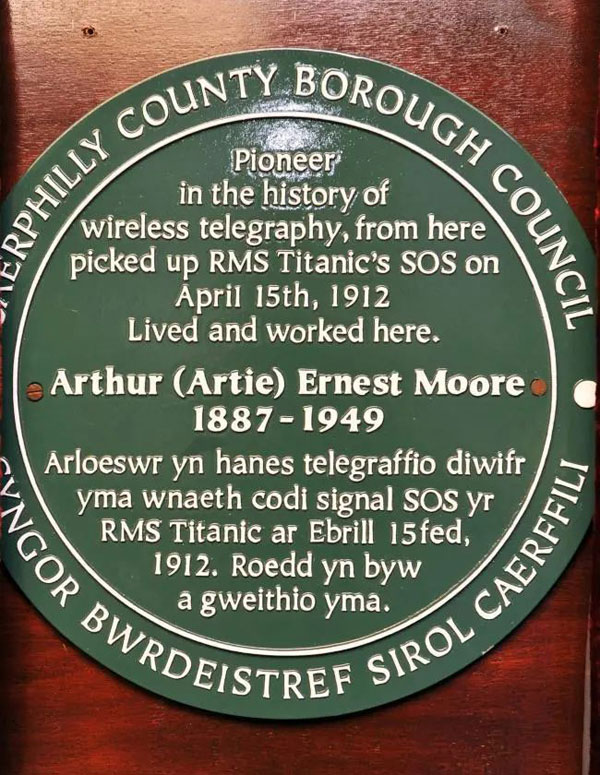 CAERPHILLY COUNTY BOROUGH COUNCIL
Pioneer
in the history of
wireless telegraphy, from here
picked up RMS Titanic's SOS on
April 15th, 1912
Lived and worked here.
Arthur (Artie) Ernest Moore
1887-1949
Arloeswr yn hanes telegraffio diwifr
yma wnaeth codi signal SOS yr
RMS Titanic ar Ebrill 15fed,
1912. Roedd yn byw
a gweithio yma.
CYNGOR BWRDEISTREF SIROL CAERFFILI